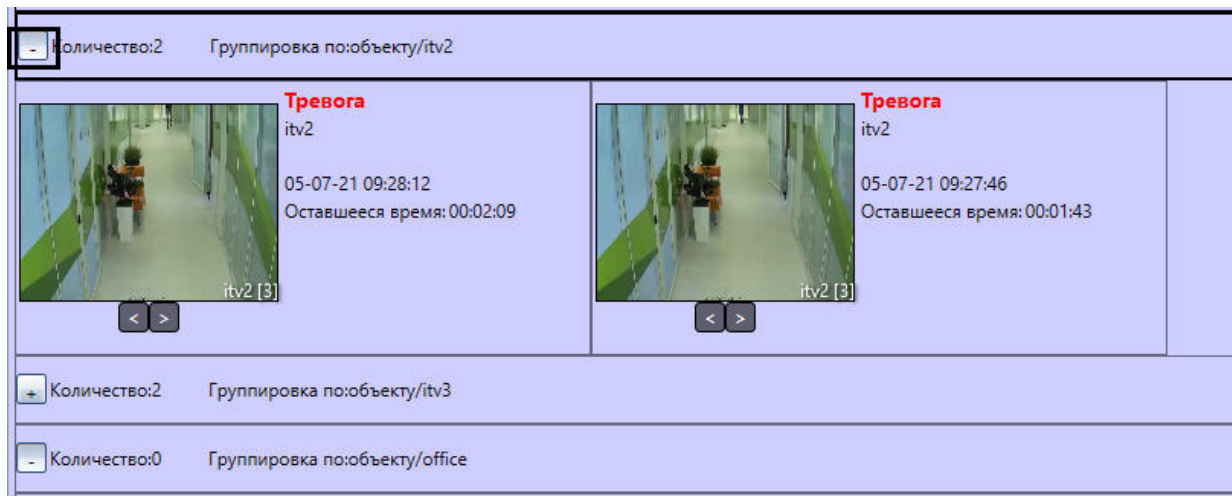 - Количество:2 Группировка по:объекту/itv2
Тревога
itv2
05-07-21 09:28:12
Оставшееся время: 00:02:09
itv2 [3]
< >
Тревога
itv2
05-07-21 09:27:46
Оставшееся время: 00:01:43
itv2 [3]
< >
+ Количество:2 Группировка по:объекту/itv3
- Количество:0 Группировка по:объекту/office